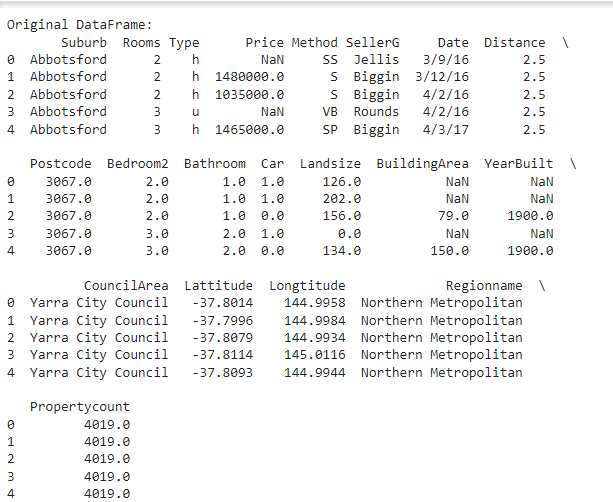 Original DataFrame:
       Suburb  Rooms Type      Price Method SellerG     Date  Distance  \
0  Abbotsford      2    h        NaN     SS  Jellis   3/9/16       2.5
1  Abbotsford      2    h  1480000.0      S  Biggin  3/12/16       2.5
2  Abbotsford      2    h  1035000.0      S  Biggin   4/2/16       2.5
3  Abbotsford      3    u        NaN     VB  Rounds   4/2/16       2.5
4  Abbotsford      3    h  1465000.0     SP  Biggin   4/3/17       2.5

   Postcode  Bedroom2  Bathroom  Car  Landsize  BuildingArea  YearBuilt  \
0    3067.0       2.0       1.0  1.0     126.0           NaN        NaN
1    3067.0       2.0       1.0  1.0     202.0           NaN        NaN
2    3067.0       2.0       1.0  0.0     156.0          79.0     1900.0
3    3067.0       3.0       2.0  1.0       0.0           NaN        NaN
4    3067.0       3.0       2.0  0.0     134.0         150.0     1900.0

          CouncilArea  Lattitude  Longtitude             Regionname  \
0  Yarra City Council   -37.8014    144.9958  Northern Metropolitan
1  Yarra City Council   -37.7996    144.9984  Northern Metropolitan
2  Yarra City Council   -37.8079    144.9934  Northern Metropolitan
3  Yarra City Council   -37.8114    145.0116  Northern Metropolitan
4  Yarra City Council   -37.8093    144.9944  Northern Metropolitan

   Propertycount
0         4019.0
1         4019.0
2         4019.0
3         4019.0
4         4019.0